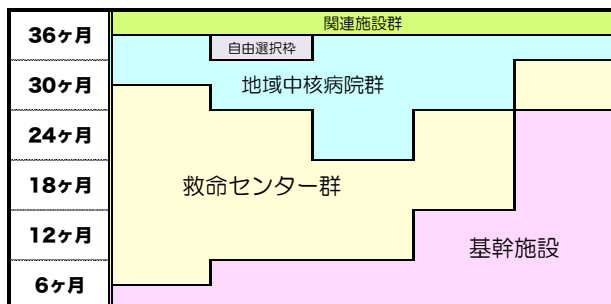 関連施設群
36ヶ月
自由選択枠
30ヶ月
地域中核病院群
24ヶ月
18ヶ月
救命センター群
12ヶ月
基幹施設
6ヶ月